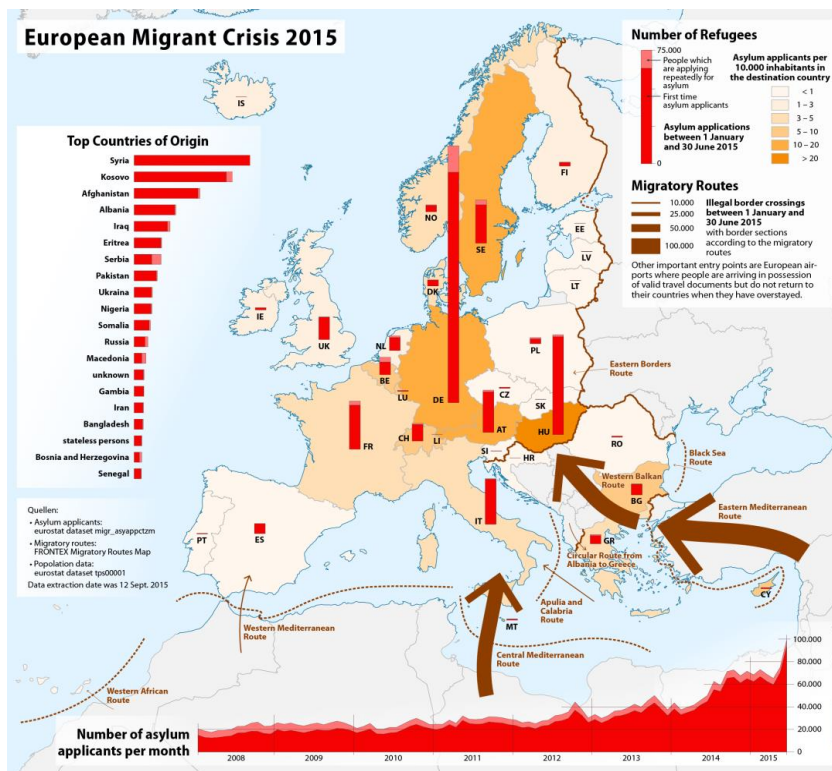 European Migrant Crisis 2015
Number of Refugees
75.000
People which
are applying
repeatedly for
asylum
First time
asylum applicants
Asylum applications
between 1 January
and 30 June 2015
0
Asylum applicants per
10.000 inhabitants in
the destination country
< 1
1 – 3
3 – 5
5 – 10
10 – 20
> 20
Migratory Routes
10.000
25.000
50.000
100.000
Illegal border crossings
between 1 January and
30 June 2015
with border sections
according to the migratory
routes
Other important entry points are European air-
ports where people are arriving in possession
of valid travel documents but do not return to
their countries when they have overstayed.
Top Countries of Origin
Syria
Kosovo
Afghanistan
Albania
Iraq
Eritrea
Serbia
Pakistan
Ukraina
Nigeria
Somalia
Russia
Macedonia
unknown
Gambia
Iran
Bangladesh
stateless persons
Bosnia and Herzegovina
Senegal
Quellen:
• Asylum applicants:
eurostat dataset migr_asyappctzm
• Migratory routes:
FRONTEX Migratory Routes Map
• Population data:
eurostat dataset tps00001
Data extraction date was 12 Sept. 2015
IS
FI
NO
SE
EE
LV
LT
DK
IE
UK
NL
BE
LU
DE
PL
CZ
SK
AT
HU
CH
LI
FR
SI
HR
RO
BG
IT
GR
PT
ES
MT
CY
Eastern Borders
Route
Black Sea
Route
Western Balkan
Route
Eastern Mediterranean
Route
Circular Route from
Albania to Greece
Apulia and
Calabria
Route
Central Mediterranean
Route
Western Mediterranean
Route
Western African
Route
Number of asylum
applicants per month
100.000
80.000
60.000
40.000
20.000
0
2008
2009
2010
2011
2012
2013
2014
2015